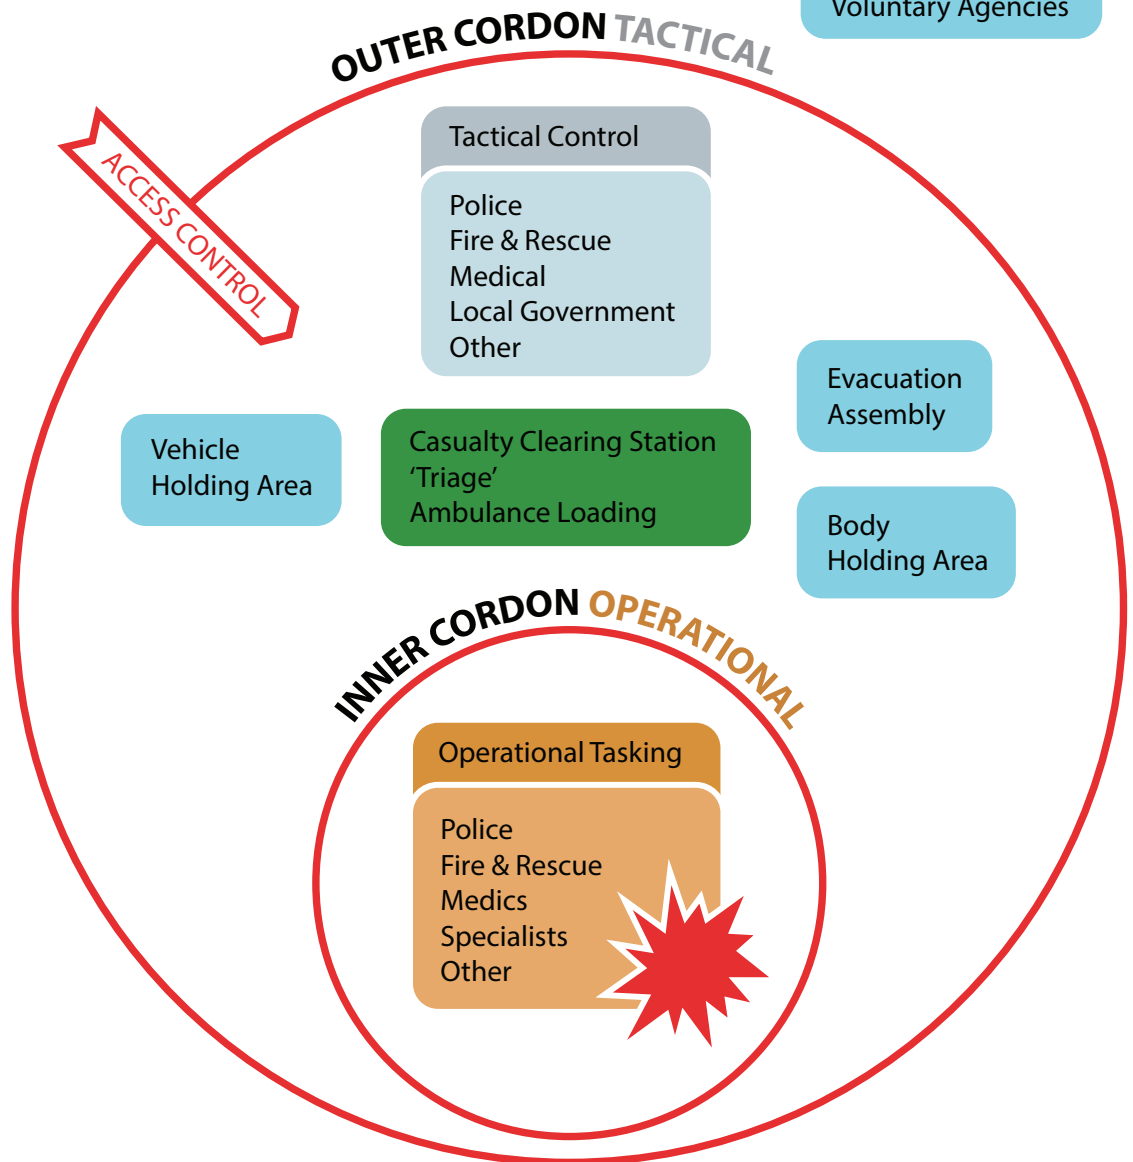 Voluntary Agencies
OUTER CORDON TACTICAL
ACCESS CONTROL
Tactical Control
Police
Fire & Rescue
Medical
Local Government
Other
Evacuation
Assembly
Vehicle
Holding Area
Casualty Clearing Station
‘Triage’
Ambulance Loading
Body
Holding Area
INNER CORDON OPERATIONAL
Operational Tasking
Police
Fire & Rescue
Medics
Specialists
Other